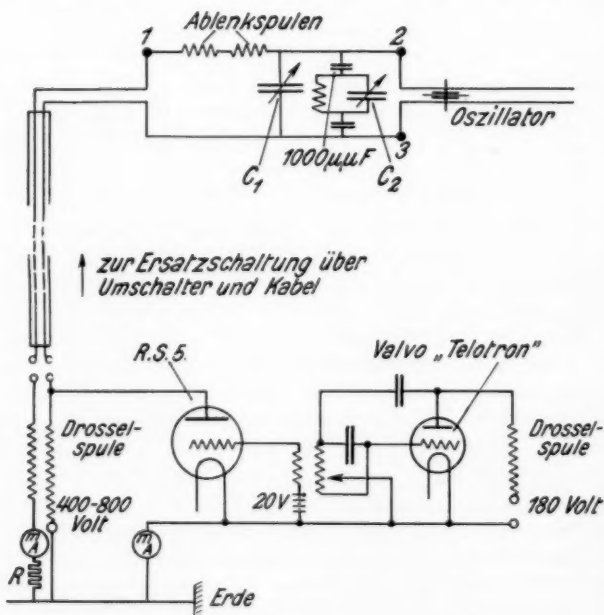 Ablenkspulen
1
2
Oszillator
3
1000μμF
C1
C2
zur Ersatzschaltung über
Umschalter und Kabel
R.S.5.
Valvo „Telotron"
Drossel-
spule
Drossel-
spule
400-800
Volt
20V
180 Volt
mA
mA
R
Erde